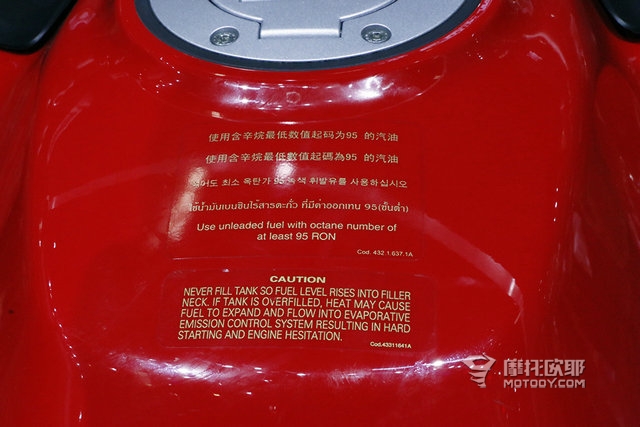 使用含辛烷最低数值起码为95 的汽油
使用含辛烷最低數值起碼為95 的汽油
최소 옥탄가 95 색 휘발유를 사용하십시오
ใช้น้ำมันเบนซินไร้สารตะกั่ว ที่มีค่าออกเทน 95(ขั้นต่ำ)
Use unleaded fuel with octane number of
at least 95 RON
Cod. 432.1.637.1A
CAUTION
NEVER FILL TANK SO FUEL LEVEL RISES INTO FILLER
NECK. IF TANK IS OVERFILLED, HEAT MAY CAUSE
FUEL TO EXPAND AND FLOW INTO EVAPORATIVE
EMISSION CONTROL SYSTEM RESULTING IN HARD
STARTING AND ENGINE HESITATION.
Cod.43311641A
摩托欧耶
MOTOOY.COM